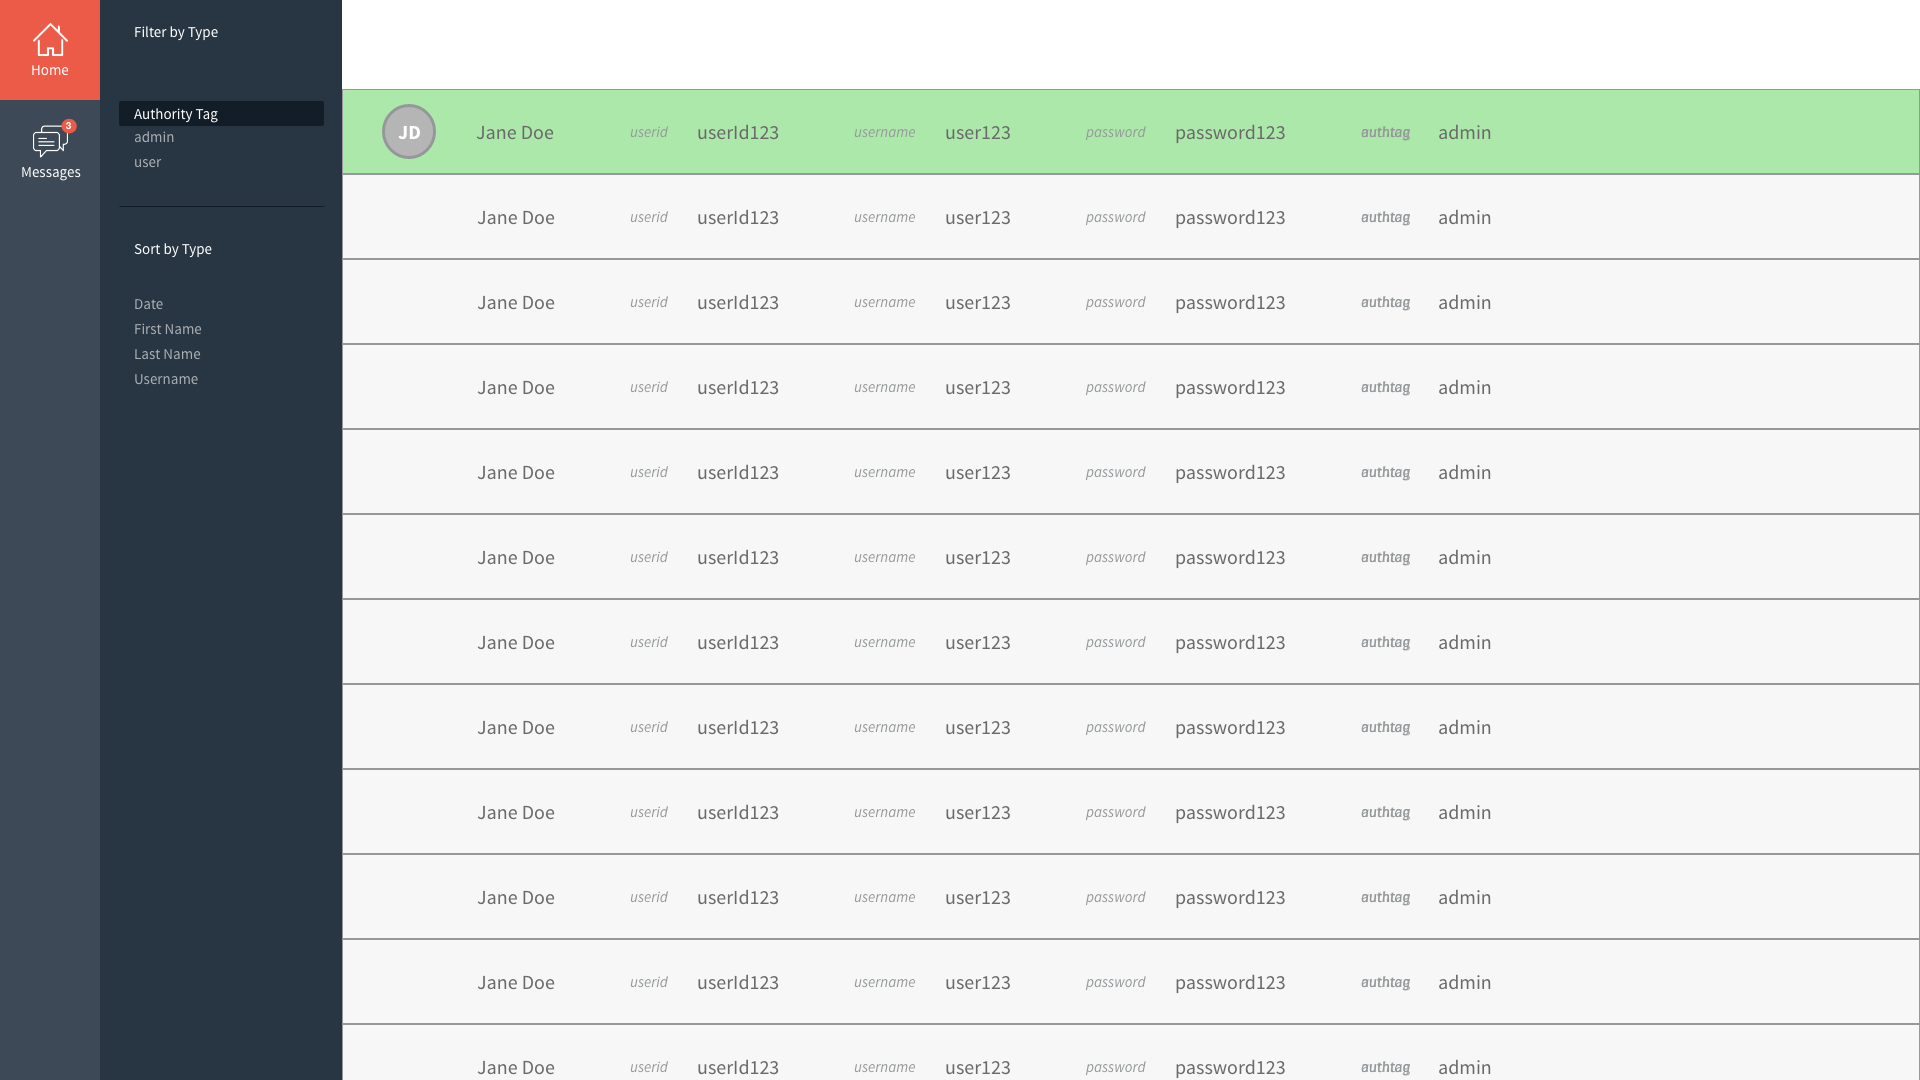 Home
3
Messages
Filter by Type
Authority Tag
admin
user
Sort by Type
Date
First Name
Last Name
Username
JD Jane Doe userid userId123 username user123 password password123 authtag admin
Jane Doe userid userId123 username user123 password password123 authtag admin
Jane Doe userid userId123 username user123 password password123 authtag admin
Jane Doe userid userId123 username user123 password password123 authtag admin
Jane Doe userid userId123 username user123 password password123 authtag admin
Jane Doe userid userId123 username user123 password password123 authtag admin
Jane Doe userid userId123 username user123 password password123 authtag admin
Jane Doe userid userId123 username user123 password password123 authtag admin
Jane Doe userid userId123 username user123 password password123 authtag admin
Jane Doe userid userId123 username user123 password password123 authtag admin
Jane Doe userid userId123 username user123 password password123 authtag admin
Jane Doe userid userId123 username user123 password password123 authtag admin